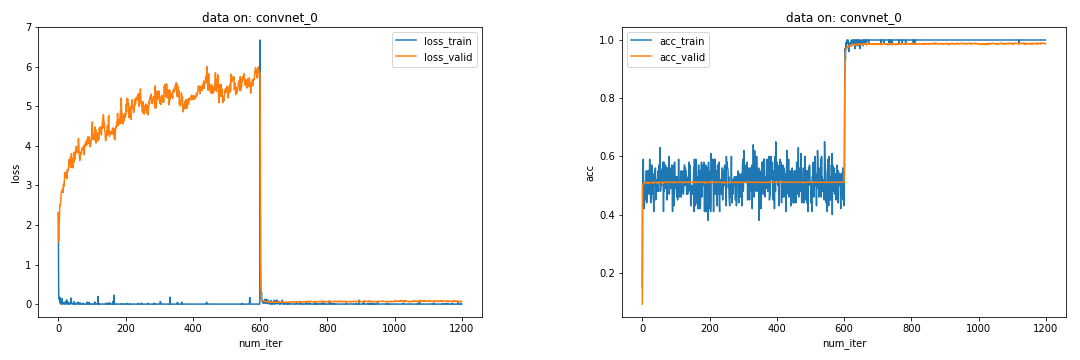 data on: convnet_0
7
6
5
4
3
2
1
0
loss
loss_train
loss_valid
0 200 400 600 800 1000 1200
num_iter
data on: convnet_0
1.0
0.8
0.6
0.4
0.2
acc
acc_train
acc_valid
0 200 400 600 800 1000 1200
num_iter